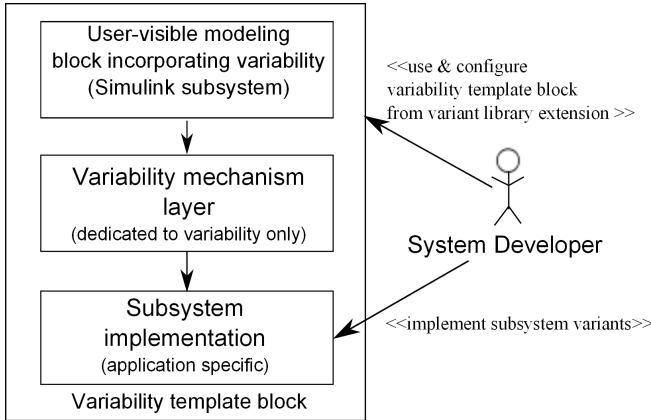 User-visible modeling
block incorporating variability
(Simulink subsystem)
Variability mechanism
layer
(dedicated to variability only)
Subsystem
implementation
(application specific)
Variability template block
<<use & configure
variability template block
from variant library extension >>
System Developer
<<implement subsystem variants>>